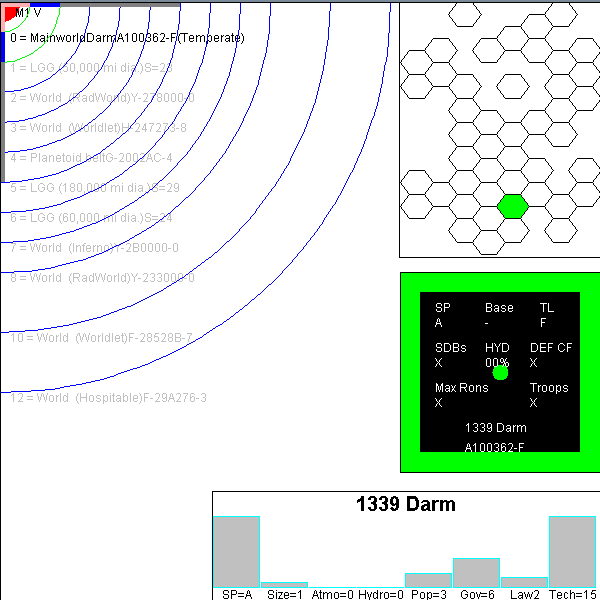 M1 V
0 = MainworldDarmA100362-F(Temperate)
1 = LGG (50,000 mi dia.)S=23
2 = World (RadWorld)Y-278000-0
3 = World (Worldlet)H-247273-8
4 = Planetoid beltG-2002AC-4
5 = LGG (180,000 mi dia.)S=29
6 = LGG (60,000 mi dia.)S=24
7 = World (Inferno)Y-2B0000-0
8 = World (RadWorld)Y-233000-0
10 = World (Worldlet)F-28528B-7
12 = World (Hospitable)F-29A276-3
SP Base TL
A - F
SDBs HYD DEF CF
X 00% X
Max Rons Troops
X X
1339 Darm
A100362-F
1339 Darm
SP=A Size=1 Atmo=0 Hydro=0 Pop=3 Gov=6 Law2 Tech=15